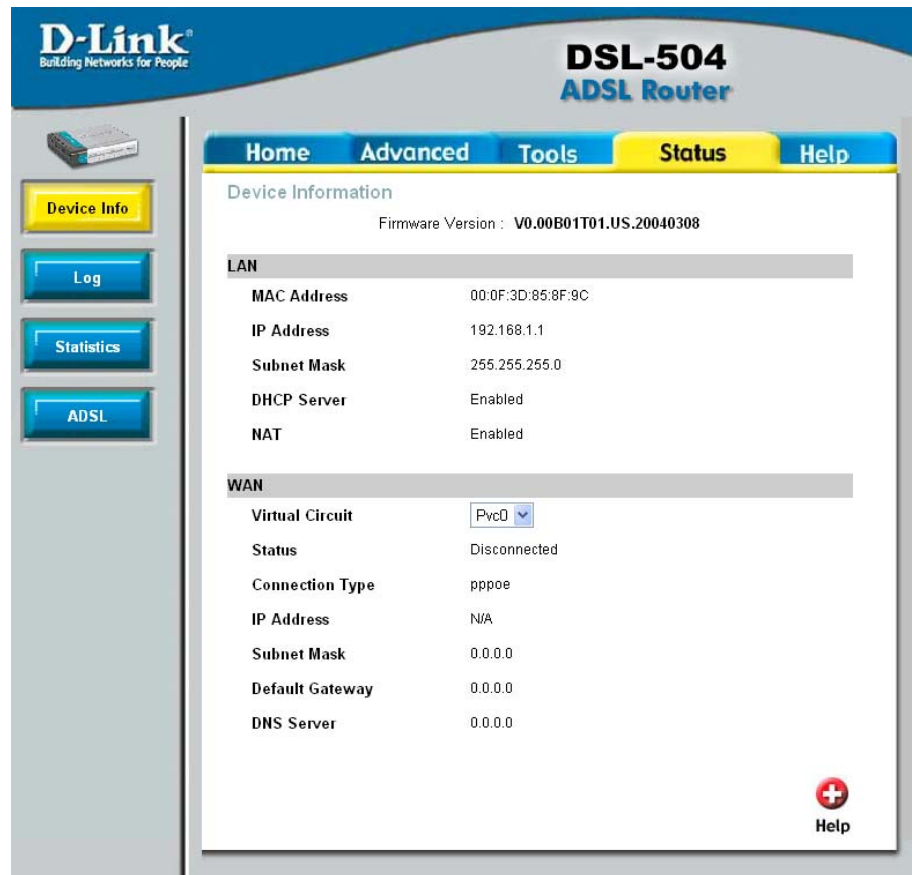 D-Link®
Building Networks for People
DSL-504
ADSL Router
Home Advanced Tools Status Help
Device Info
Log
Statistics
ADSL
Device Information
Firmware Version : V0.00B01T01.US.20040308
LAN
MAC Address 00:0F:3D:85:8F:9C
IP Address 192.168.1.1
Subnet Mask 255.255.255.0
DHCP Server Enabled
NAT Enabled
WAN
Virtual Circuit Pvc0
Status Disconnected
Connection Type pppoe
IP Address N/A
Subnet Mask 0.0.0.0
Default Gateway 0.0.0.0
DNS Server 0.0.0.0
Help